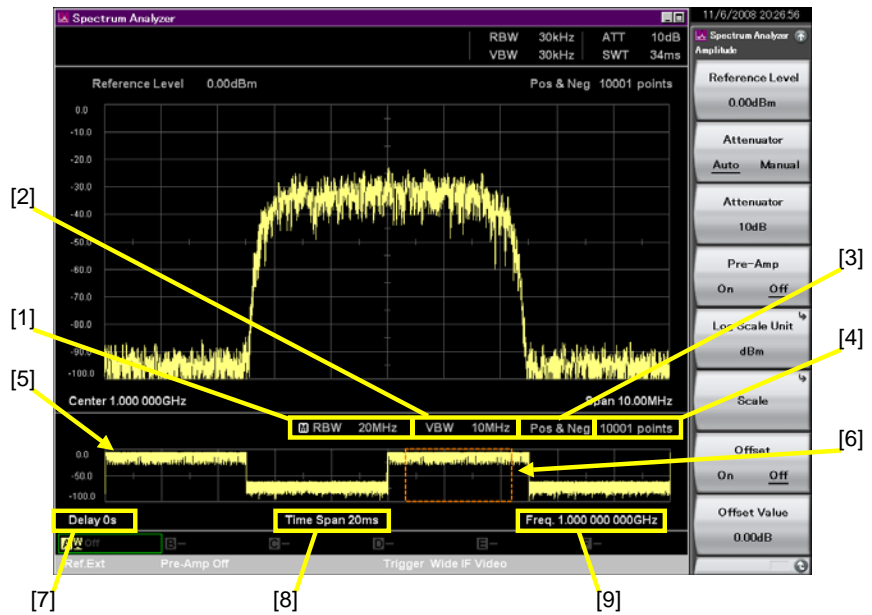 Spectrum Analyzer
11/6/2008 20:26:56
RBW 30kHz ATT 10dB
VBW 30kHz SWT 34ms
Spectrum Analyzer
Amplitude
Reference Level 0.00dBm
Pos & Neg 10001 points
Reference Level
0.00dBm
0.0
-10.0
-20.0
-30.0
-40.0
-50.0
-60.0
-70.0
-80.0
-90.0
-100.0
Attenuator
Auto Manual
Attenuator
10dB
Pre-Amp
On Off
Log Scale Unit
dBm
Scale
Offset
On Off
Offset Value
0.00dB
Center 1.000 000GHz
Span 10.00MHz
M RBW 20MHz VBW 10MHz Pos & Neg 10001 points
0.0
-50.0
-100.0
Delay 0s
Time Span 20ms
Freq. 1.000 000 000GHz
A W Off B-- C-- D-- E--
Ref.Ext Pre-Amp Off Trigger Wide IF Video
[1]
[2]
[3]
[4]
[5]
[6]
[7]
[8]
[9]